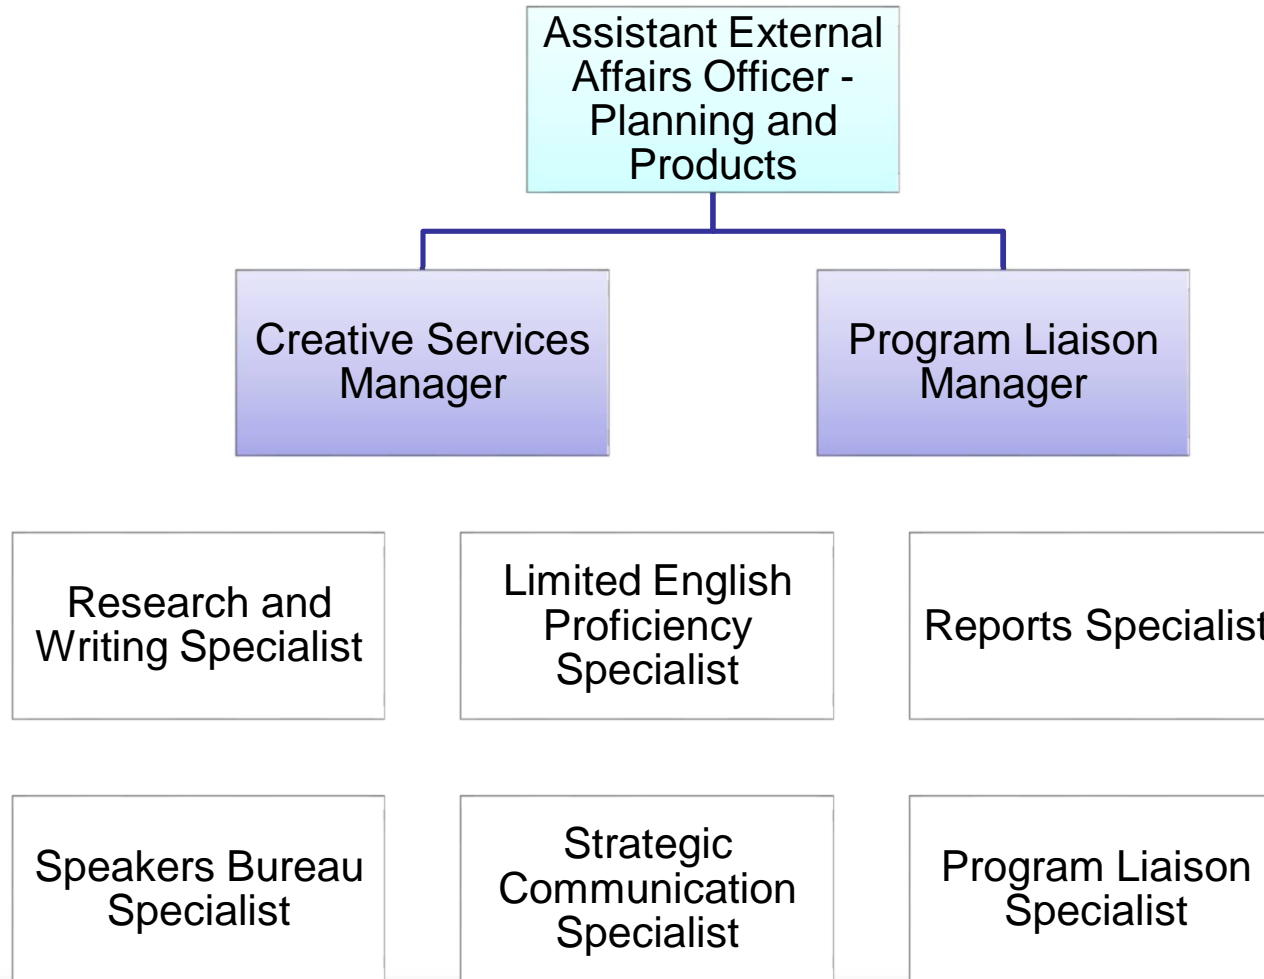 Assistant External
Affairs Officer -
Planning and
Products
Creative Services
Manager
Program Liaison
Manager
Research and
Writing Specialist
Limited English
Proficiency
Specialist
Reports Specialist
Speakers Bureau
Specialist
Strategic
Communication
Specialist
Program Liaison
Specialist